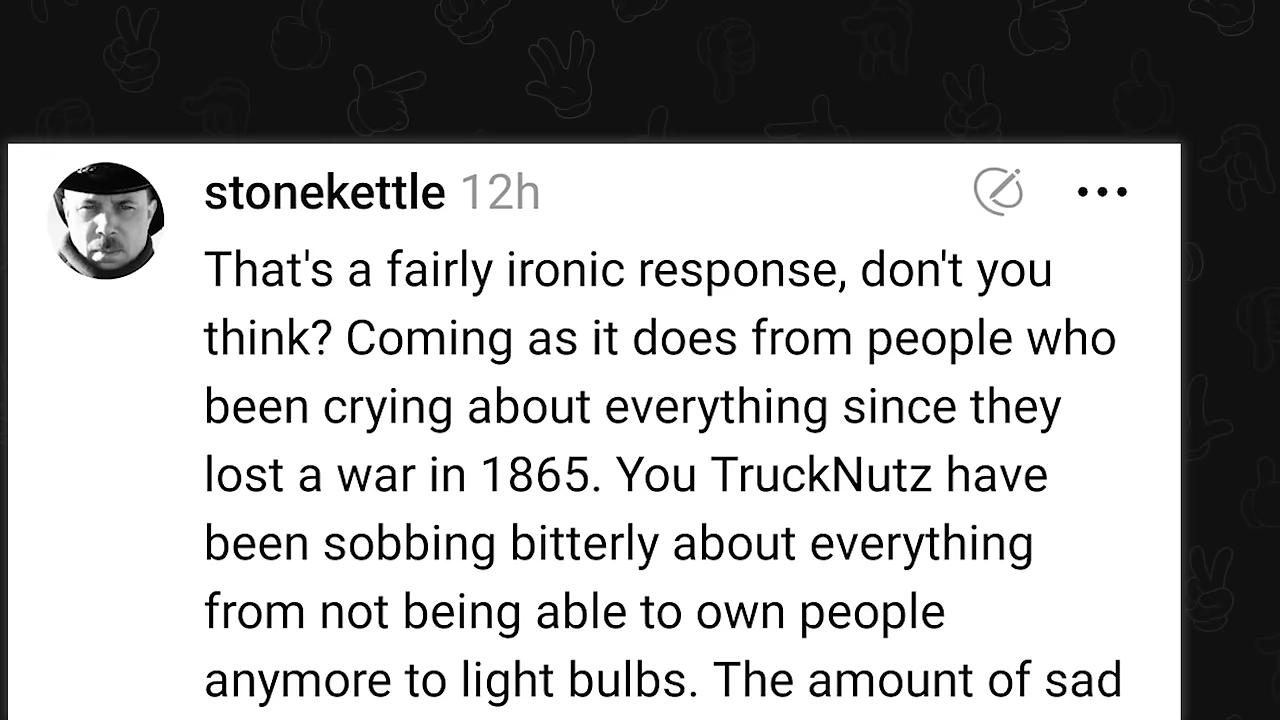 stonekettle 12h
That's a fairly ironic response, don't you
think? Coming as it does from people who
been crying about everything since they
lost a war in 1865. You TruckNutz have
been sobbing bitterly about everything
from not being able to own people
anymore to light bulbs. The amount of sad